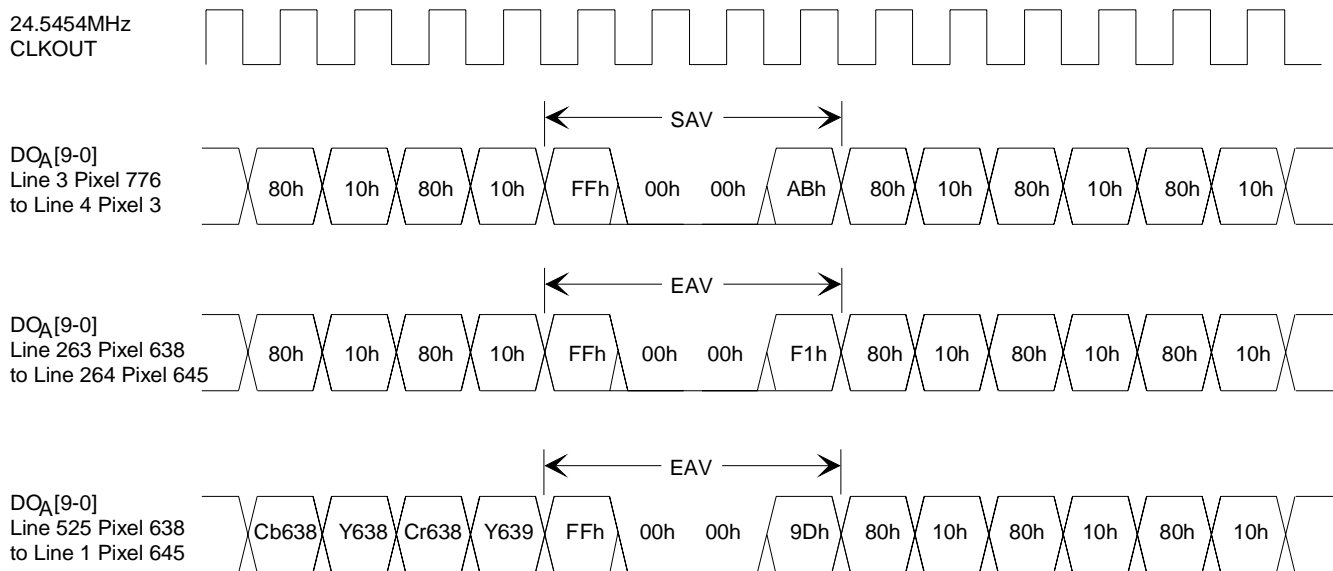 24.5454MHz
CLKOUT
SAV
DOA[9-0]
Line 3 Pixel 776
to Line 4 Pixel 3
80h 10h 80h 10h FFh 00h 00h ABh 80h 10h 80h 10h 80h 10h
EAV
DOA[9-0]
Line 263 Pixel 638
to Line 264 Pixel 645
80h 10h 80h 10h FFh 00h 00h F1h 80h 10h 80h 10h 80h 10h
EAV
DOA[9-0]
Line 525 Pixel 638
to Line 1 Pixel 645
Cb638 Y638 Cr638 Y639 FFh 00h 00h 9Dh 80h 10h 80h 10h 80h 10h